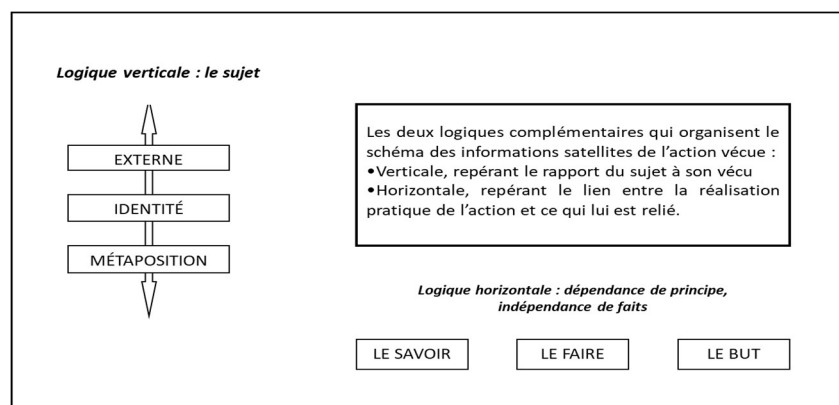 Logique verticale : le sujet
EXTERNE
IDENTITÉ
MÉTAPOSITION
Les deux logiques complémentaires qui organisent le
schéma des informations satellites de l’action vécue :
•Verticale, repérant le rapport du sujet à son vécu
•Horizontale, repérant le lien entre la réalisation
pratique de l’action et ce qui lui est relié.
Logique horizontale : dépendance de principe,
indépendance de faits
LE SAVOIR
LE FAIRE
LE BUT